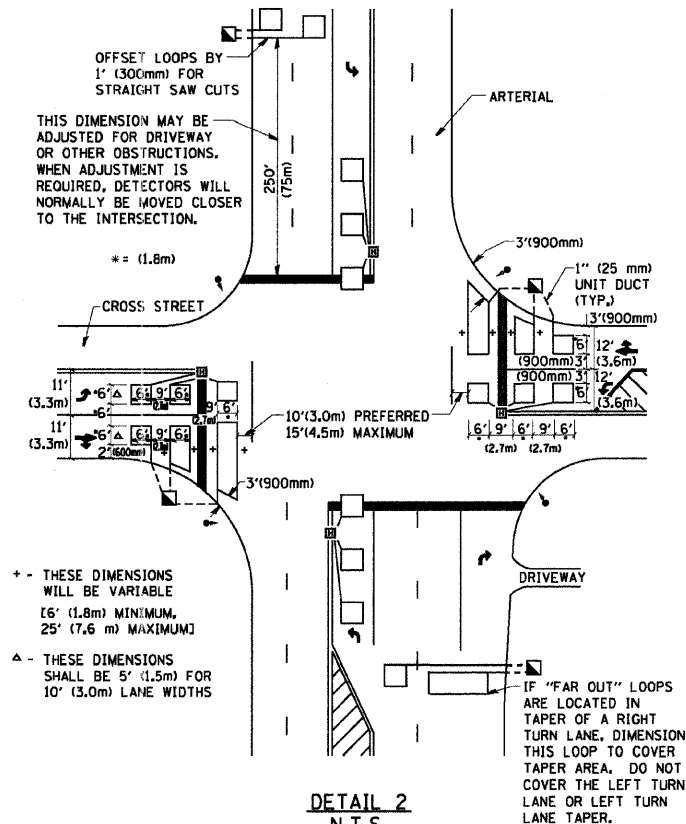 OFFSET LOOPS BY
1' (300mm) FOR
STRAIGHT SAW CUTS
THIS DIMENSION MAY BE
ADJUSTED FOR DRIVEWAY
OR OTHER OBSTRUCTIONS.
WHEN ADJUSTMENT IS
REQUIRED, DETECTORS WILL
NORMALLY BE MOVED CLOSER
TO THE INTERSECTION.
* = (1.8m)
250'
(75m)
ARTERIAL
3'(900mm)
1" (25 mm)
UNIT DUCT
(TYP.)
3'(900mm)
CROSS STREET
6' 12'
(900mm)3' (3.6m)
(900mm)3' 12'
6'
(3.6m)
6' 9' 6' 9' 6'
(2.7m) (2.7m)
11'
(3.3m)
*6' 6' 9' 6'
*6'
9' 6'
(2.7m)
11'
(3.3m)
*6' 6' 9' 6'
2' (600mm)
10'(3.0m) PREFERRED
15'(4.5m) MAXIMUM
3'(900mm)
H
H
H
H
+ - THESE DIMENSIONS
WILL BE VARIABLE
[6' (1.8m) MINIMUM,
25' (7.6 m) MAXIMUM]
△ - THESE DIMENSIONS
SHALL BE 5' (1.5m) FOR
10' (3.0m) LANE WIDTHS
DRIVEWAY
IF "FAR OUT" LOOPS
ARE LOCATED IN
TAPER OF A RIGHT
TURN LANE, DIMENSION
THIS LOOP TO COVER
TAPER AREA. DO NOT
COVER THE LEFT TURN
LANE OR LEFT TURN
LANE TAPER.
DETAIL 2
N.T.S.